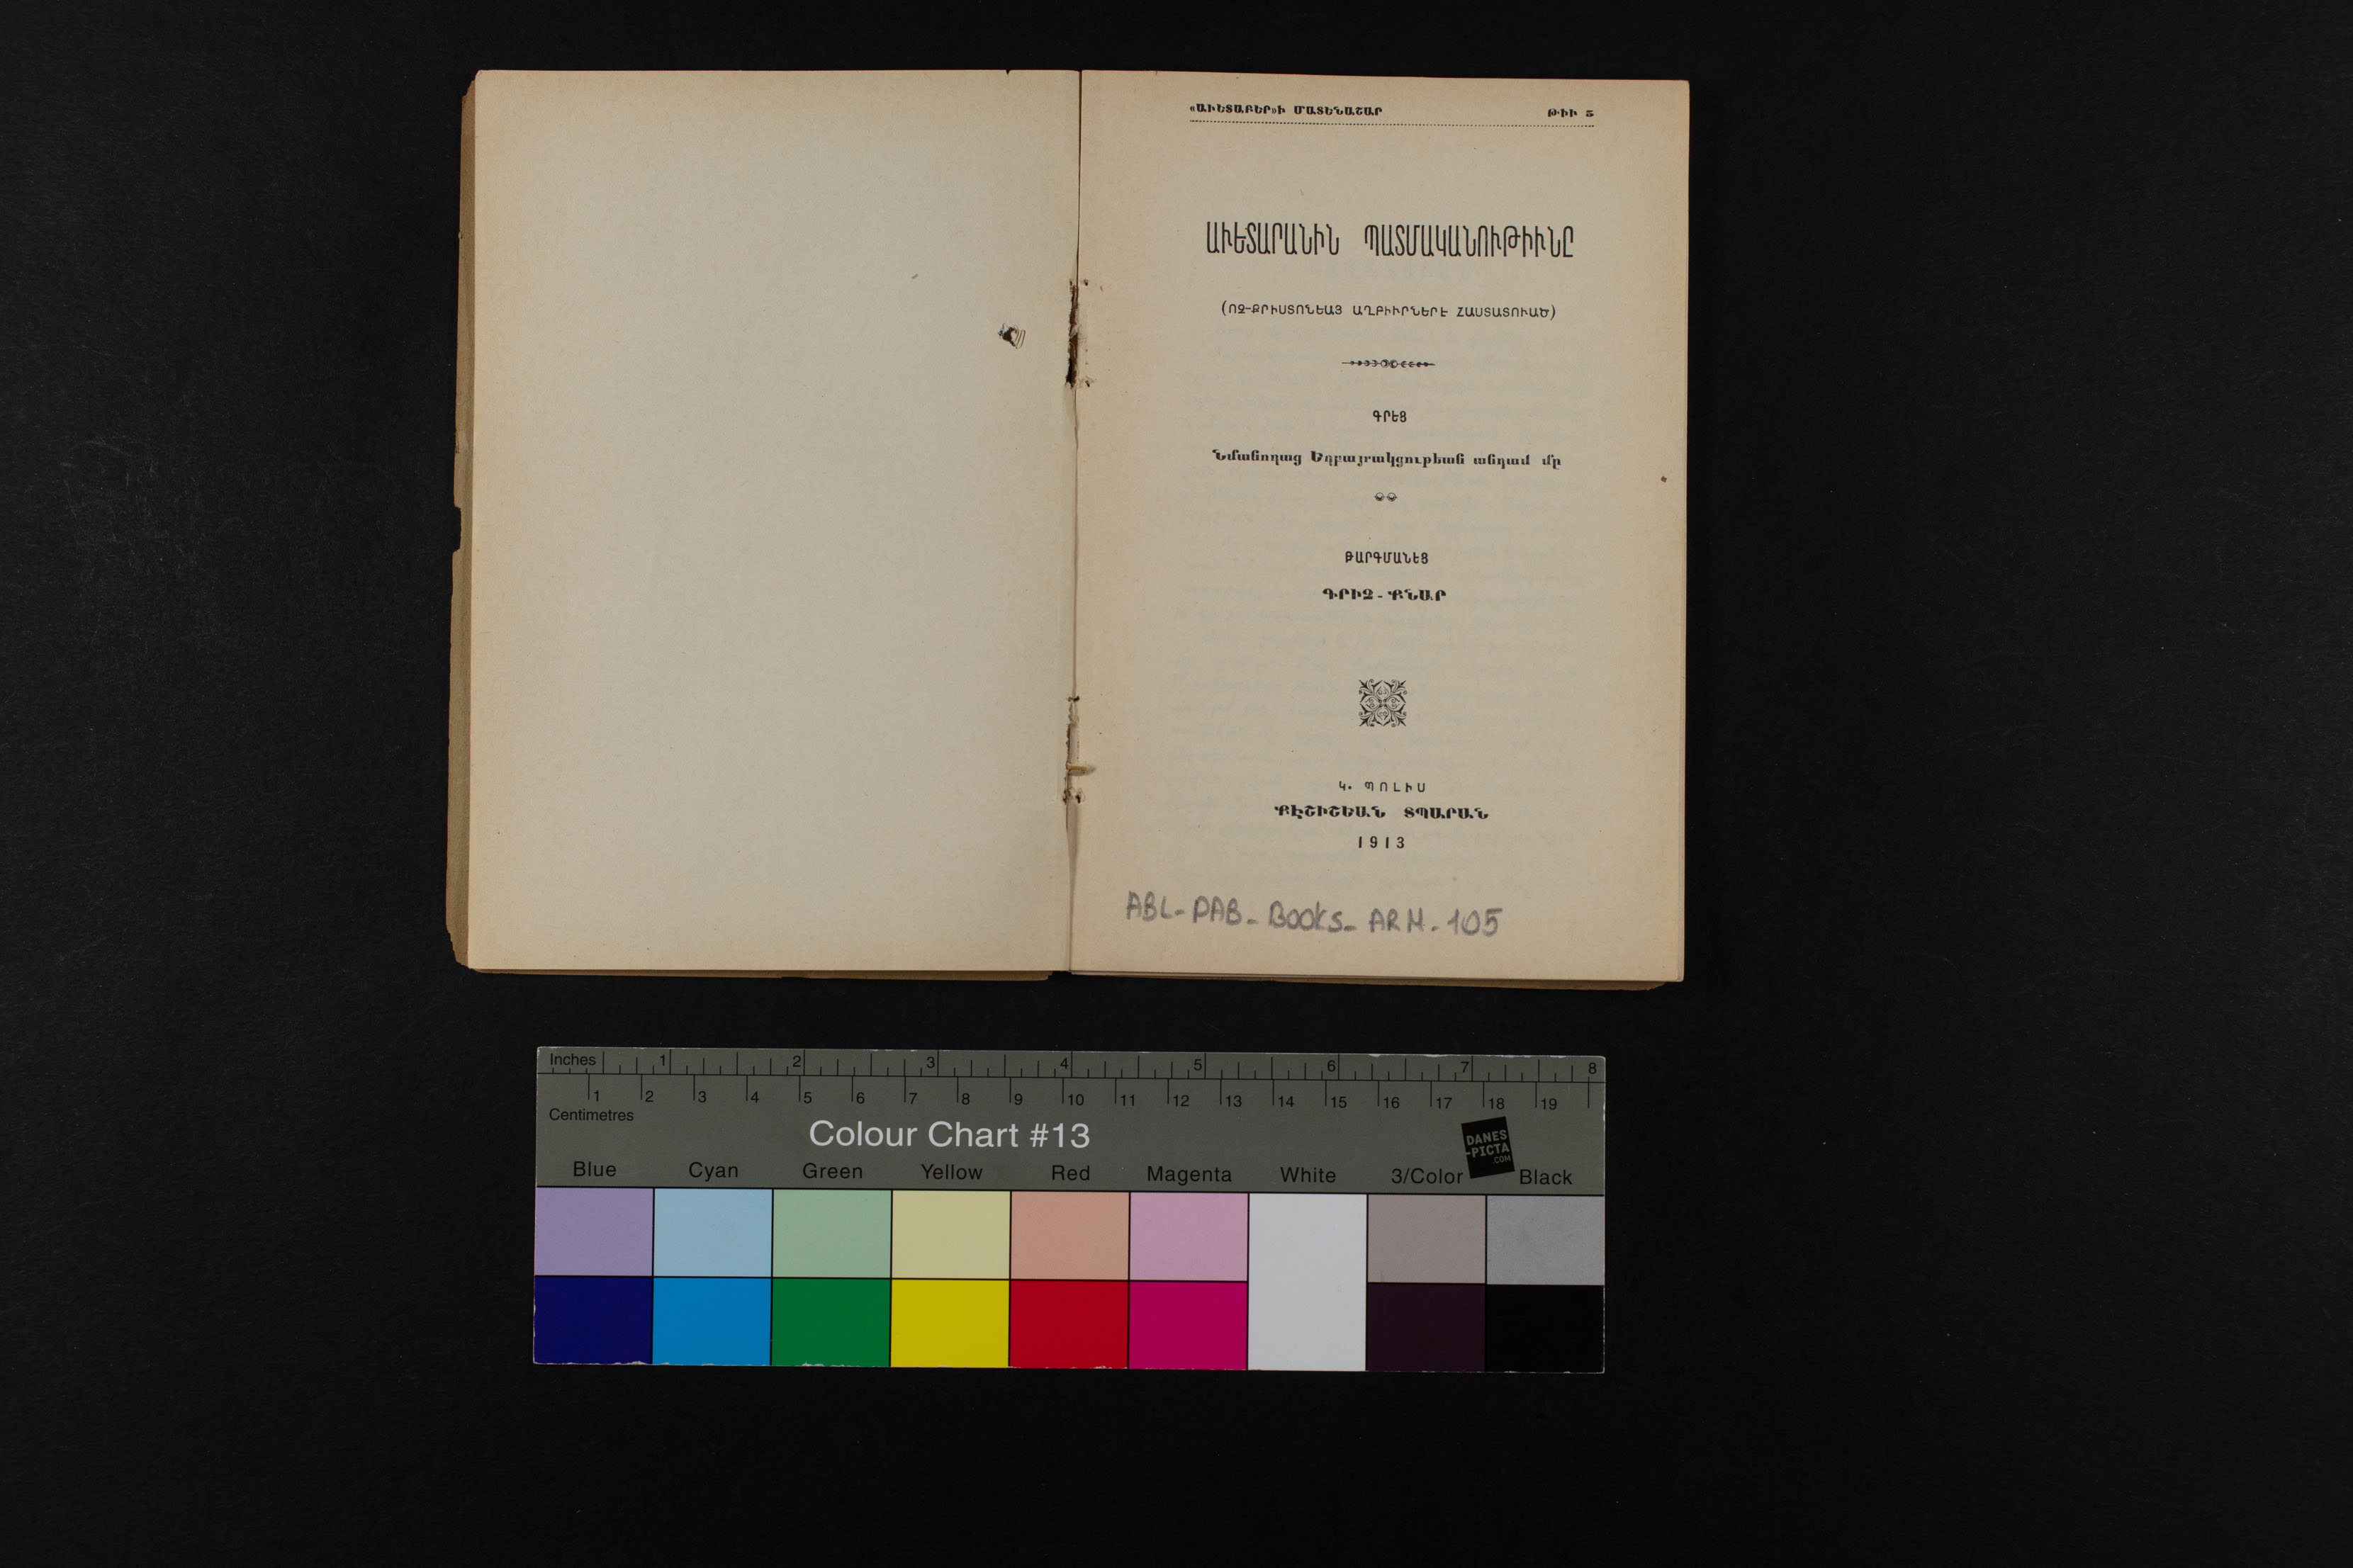 «ԱՒԵՏԱԲԵՐ»Ի ՄԱՏԵՆԱՇԱՐ ԹԻՒ 5
ԱՒԵՏԱՐԱՆԻՆ ՊԱՏՄԱԿԱՆՈՒԹԻՒՆԸ
(ՈՉ-ՔՐԻՍՏՈՆԵԱՅ ԱՂԲԻՒՐՆԵՐԷ ՀԱՍՏԱՏՈՒԱԾ)
ԳՐԵՑ
Նմանողաց Եղբայրակցութեան անդամ մը
ԹԱՐԳՄԱՆԵՑ
ԳՐԻՉ - ՔՆԱՐ
Կ. ՊՈԼԻՍ
ՔԷՇԻՇԵԱՆ ՏՊԱՐԱՆ
1913
ABL-PAB-Books-ARM-105
Inches 1 2 3 4 5 6 7 8
1 2 3 4 5 6 7 8 9 10 11 12 13 14 15 16 17 18 19
Centimetres
Colour Chart #13
DANES
-PICTA
.COM
Blue Cyan Green Yellow Red Magenta White 3/Color Black